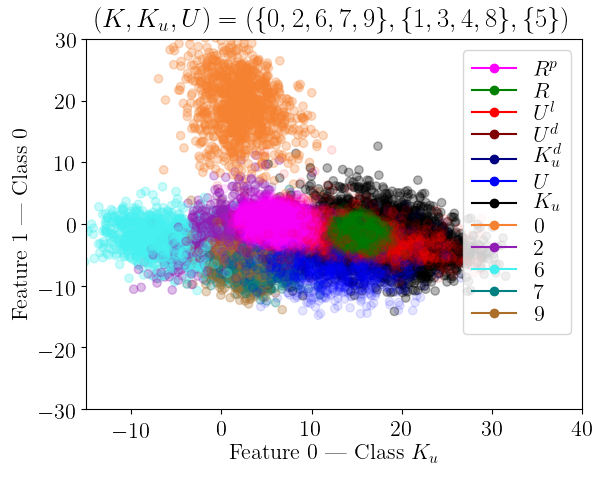 (K, K_u, U) = ({0, 2, 6, 7, 9}, {1, 3, 4, 8}, {5})
30
20
10
0
−10
−20
−30
Feature 1 — Class 0
−10 0 10 20 30 40
Feature 0 — Class K_u
R^p
R
U^l
U^d
K_u^d
U
K_u
0
2
6
7
9